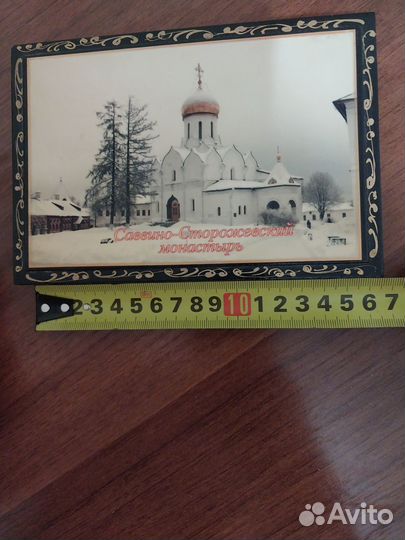 Саввино-Сторожевский
монастырь
2 3 4 5 6 7 8 9 10 1 2 3 4 5 6 7
Avito